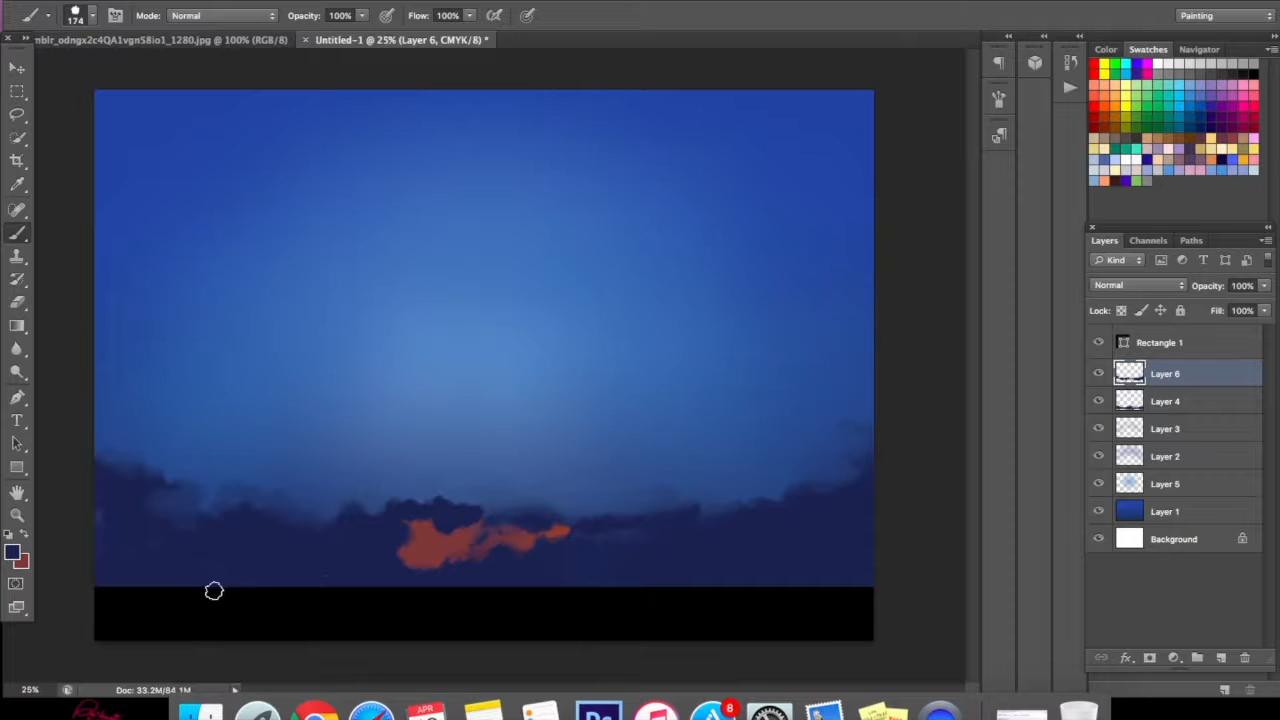 174 Mode: Normal Opacity: 100% Flow: 100% Painting
mblr_odngx2c4QA1vgn58io1_1280.jpg @ 100% (RGB/8) × Untitled-1 @ 25% (Layer 6, CMYK/8) *
Color Swatches Navigator
Layers Channels Paths
Kind
Normal Opacity: 100%
Lock: Fill: 100%
Rectangle 1
Layer 6
Layer 4
Layer 3
Layer 2
Layer 5
Layer 1
Background
25% Doc: 33.2M/84.1M
APR
Ps
8